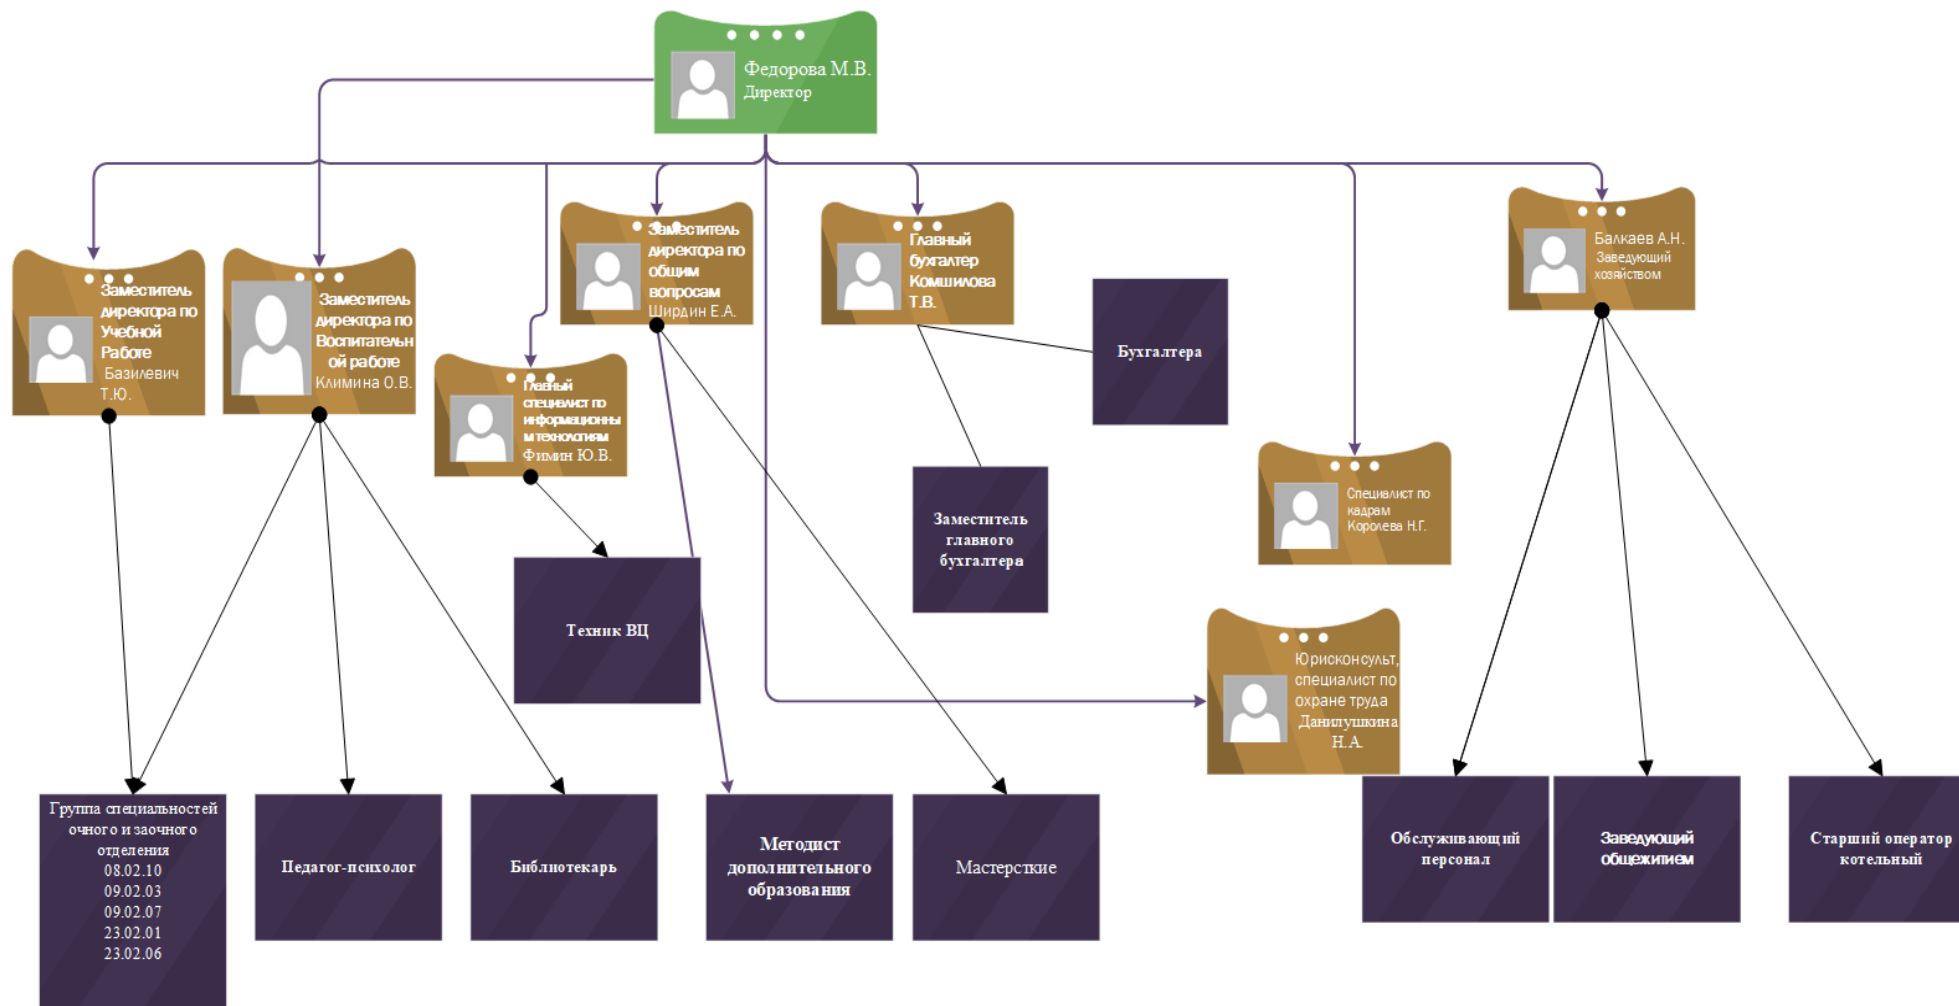 Федорова М.В.
Директор
Заместитель
директора по
Учебной
Работе
Базилевич
Т.Ю.
Заместитель
директора по
Воспитательн
ой работе
Климина О.В.
Главный
специалист по
информационны
м технологиям
Фимин Ю.В.
Заместитель
директора по
общим
вопросам
Ширдин Е.А.
Главный
бухгалтер
Комшилова
Т.В.
Балкаев А.Н.
Заведующий
хозяйством
Бухгалтера
Заместитель
главного
бухгалтера
Специалист по
кадрам
Королева Н.Г.
Техник ВЦ
Юрисконсульт,
специалист по
охране труда
Данилушкина
Н.А.
Группа специальностей
очного и заочного
отделения
08.02.10
09.02.03
09.02.07
23.02.01
23.02.06
Педагог-психолог
Библиотекарь
Методист
дополнительного
образования
Мастерсткие
Обслуживающий
персонал
Заведующий
общежитием
Старший оператор
котельный